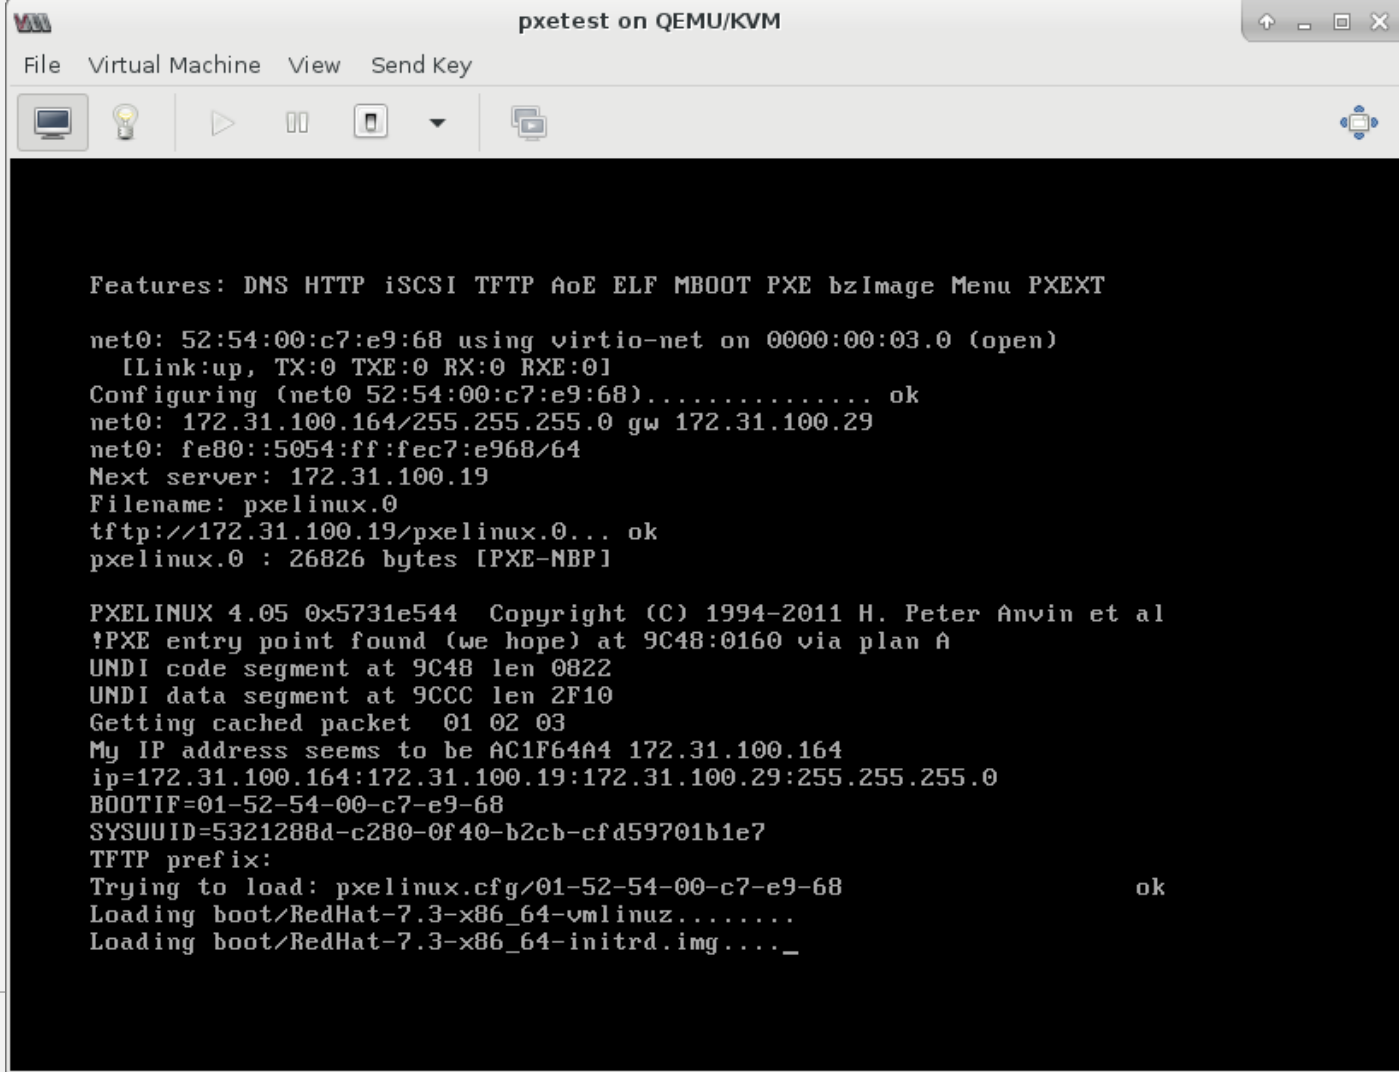 pxetest on QEMU/KVM
File Virtual Machine View Send Key
Features: DNS HTTP iSCSI TFTP AoE ELF MBOOT PXE bzImage Menu PXEXT
net0: 52:54:00:c7:e9:68 using virtio-net on 0000:00:03.0 (open)
[Link:up, TX:0 TXE:0 RX:0 RXE:0]
Configuring (net0 52:54:00:c7:e9:68)............... ok
net0: 172.31.100.164/255.255.255.0 gw 172.31.100.29
net0: fe80::5054:ff:fec7:e968/64
Next server: 172.31.100.19
Filename: pxelinux.0
tftp://172.31.100.19/pxelinux.0... ok
pxelinux.0 : 26826 bytes [PXE-NBP]
PXELINUX 4.05 0x5731e544  Copyright (C) 1994-2011 H. Peter Anvin et al
!PXE entry point found (we hope) at 9C48:0160 via plan A
UNDI code segment at 9C48 len 0822
UNDI data segment at 9CCC len 2F10
Getting cached packet  01 02 03
My IP address seems to be AC1F64A4 172.31.100.164
ip=172.31.100.164:172.31.100.19:172.31.100.29:255.255.255.0
BOOTIF=01-52-54-00-c7-e9-68
SYSUUID=5321288d-c280-0f40-b2cb-cfd59701b1e7
TFTP prefix:
Trying to load: pxelinux.cfg/01-52-54-00-c7-e9-68 ok
Loading boot/RedHat-7.3-x86_64-vmlinuz........
Loading boot/RedHat-7.3-x86_64-initrd.img...._